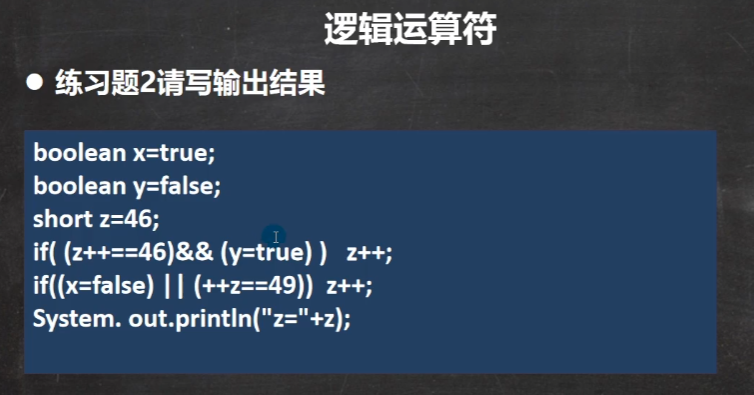 逻辑运算符
● 练习题2请写输出结果
boolean x=true;
boolean y=false;
short z=46;
if( (z++==46)&& (y=true) ) z++;
if((x=false) || (++z==49)) z++;
System. out.println("z="+z);